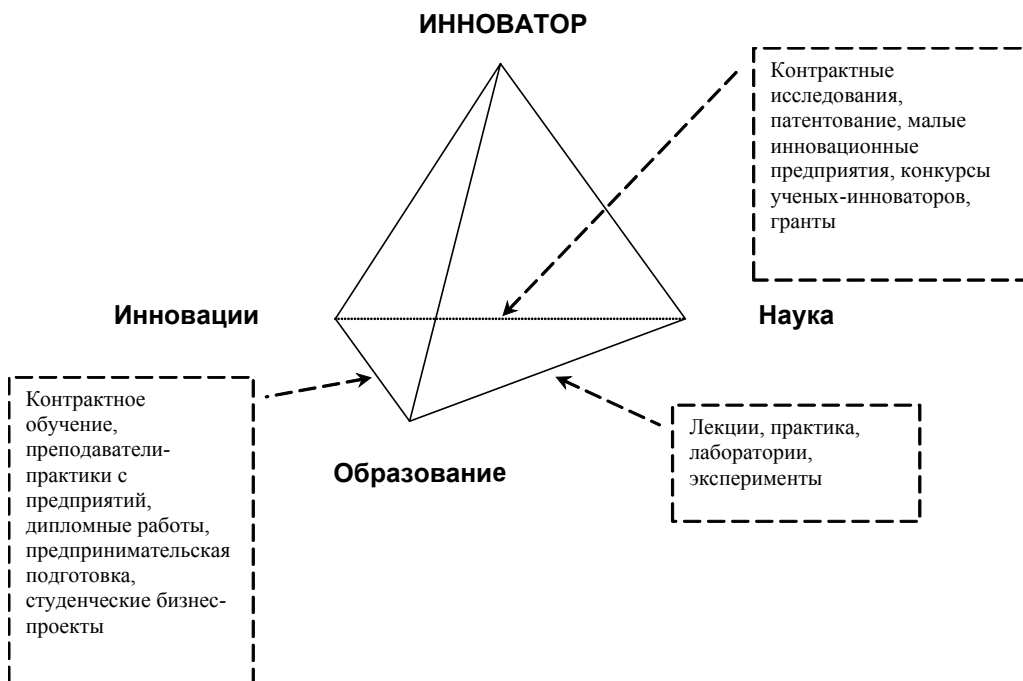 ИННОВАТОР
Контрактные
исследования,
патентование, малые
инновационные
предприятия, конкурсы
ученых-инноваторов,
гранты
Инновации
Наука
Контрактное
обучение,
преподаватели-
практики с
предприятий,
дипломные работы,
предпринимательская
подготовка,
студенческие бизнес-
проекты
Лекции, практика,
лаборатории,
эксперименты
Образование